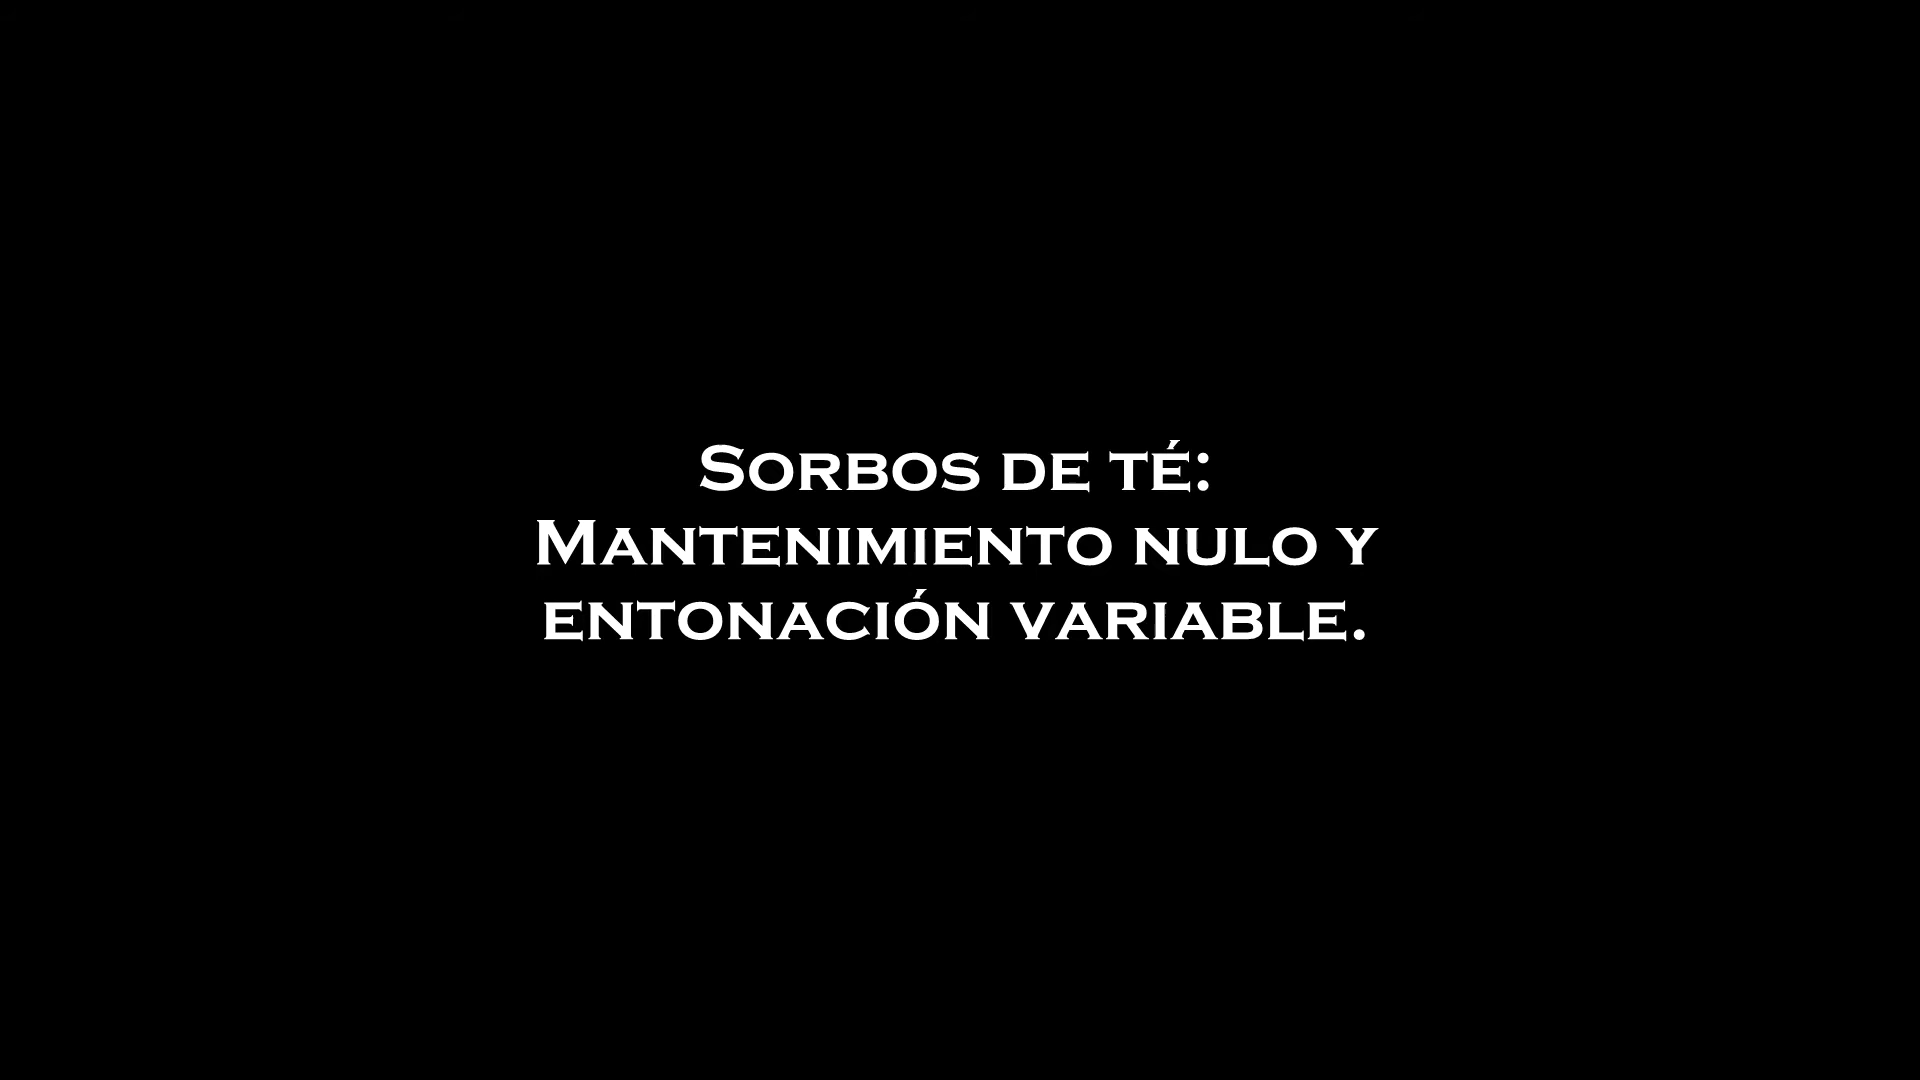 Sorbos de té:
Mantenimiento nulo y
entonación variable.